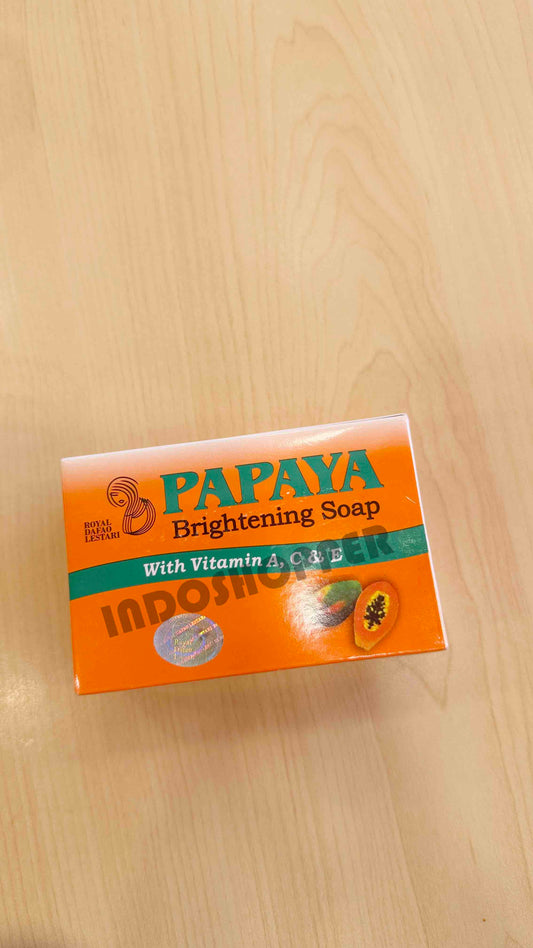 PAPAYA
Brightening Soap
ROYAL
DAFAO
LESTARI
With Vitamin A, C & E
INDOSHOPPER